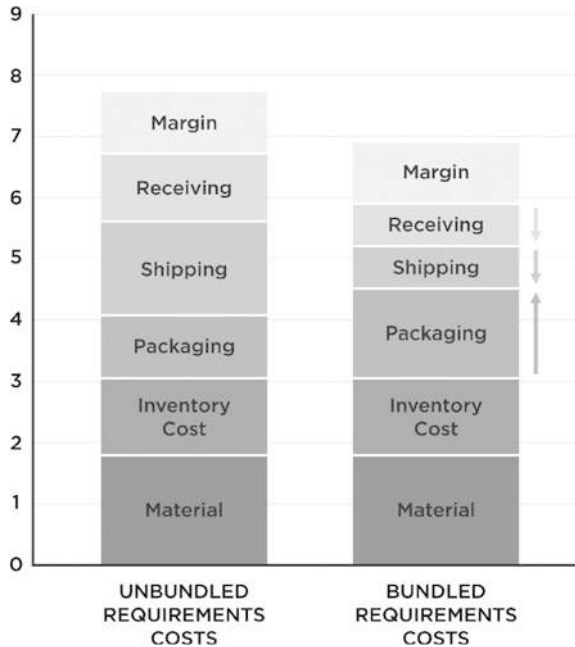 9
8
7
6
5
4
3
2
1
0
Margin
Receiving
Shipping
Packaging
Inventory
Cost
Material
Margin
Receiving
Shipping
Packaging
Inventory
Cost
Material
UNBUNDLED
REQUIREMENTS
COSTS
BUNDLED
REQUIREMENTS
COSTS